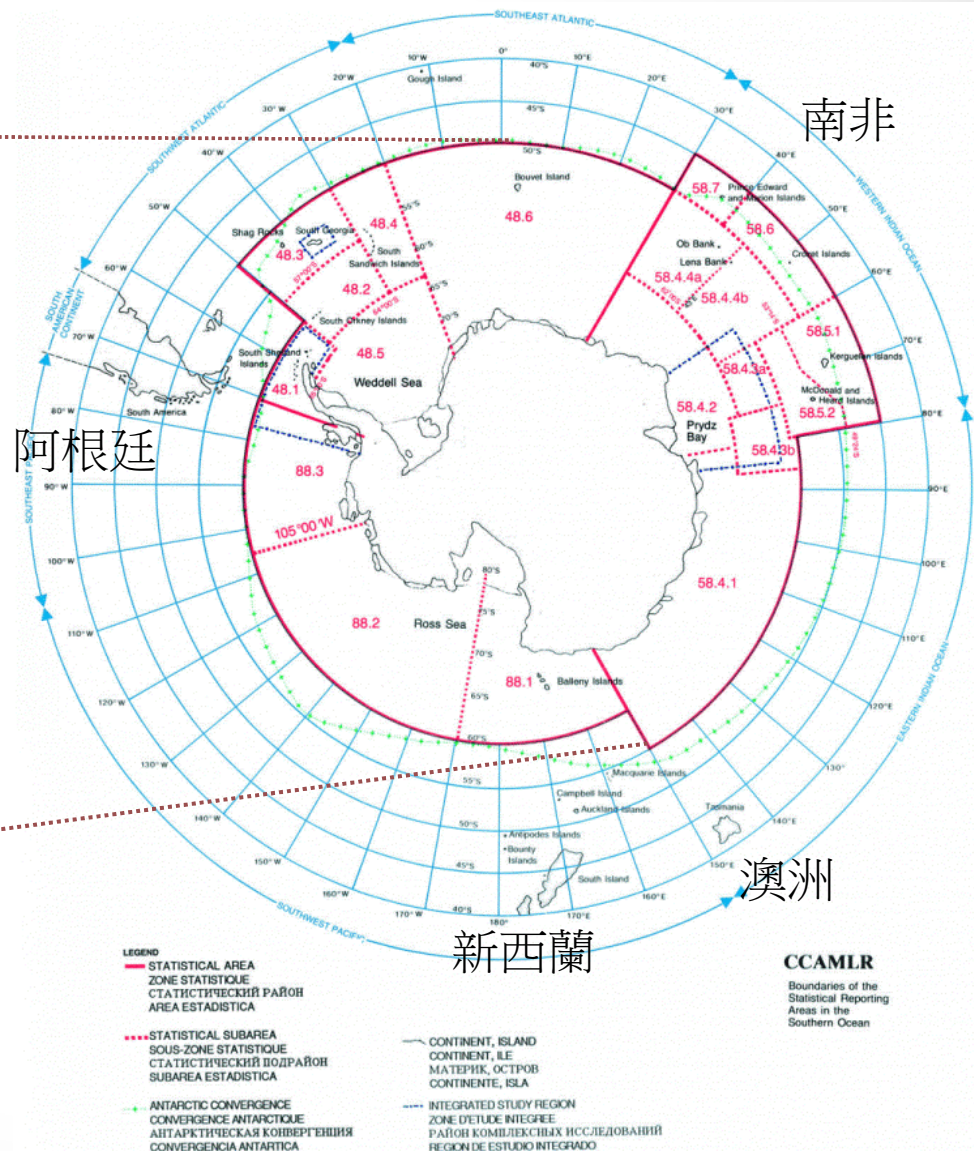 SOUTHEAST ATLANTIC
10°W
0°
10°E
20°W
40°S
20°E
Gough Island
30°W
45°S
30°E
南非
SOUTHWEST ATLANTIC
40°W
50°S
40°E
WESTERN INDIAN OCEAN
Bouvet Island
58.7
Prince Edward
and Marion Islands
50°W
48.6
48.4
55°S
58.6
Shag Rocks
South Georgia
48.3
Ob Bank
Crozet Islands
60°S
South
Sandwich Islands
Lena Bank
60°W
57°00'S
58.4.4a
60°E
48.2
65°S
58.4.4b
SOUTH
AMERICAN
CONTINENT
64°00'S
70°S
South Orkney Islands
58.5.1
70°W
48.5
70°E
South Shetland
Islands
Weddell Sea
Kerguelen Islands
58.4.3a
48.1
McDonald and
Heard Islands
80°W
South America
58.4.2
58.5.2
80°E
Prydz
Bay
阿根廷
58.4.3b
SOUTHEAST PACIFIC
88.3
90°W
90°E
105°00'W
100°W
100°E
80°S
58.4.1
88.2
Ross Sea
75°S
110°W
110°E
70°S
88.1
Balleny Islands
65°S
120°W
120°E
EASTERN INDIAN OCEAN
60°S
130°W
130°
55°S
Macquarie Islands
Campbell Island
Auckland Islands
Tasmania
140°W
50°S
140°E
Antipodes Islands
Bounty
Islands
150°W
45°S
150°E
South Island
澳洲
160°W
160°E
170°W
40°S
180°
170°E
SOUTHWEST PACIFIC
新西蘭
LEGEND
STATISTICAL AREA
ZONE STATISTIQUE
СТАТИСТИЧЕСКИЙ РАЙОН
AREA ESTADISTICA
STATISTICAL SUBAREA
SOUS-ZONE STATISTIQUE
СТАТИСТИЧЕСКИЙ ПОДРАЙОН
SUBAREA ESTADISTICA
ANTARCTIC CONVERGENCE
CONVERGENCE ANTARCTIQUE
АНТАРКТИЧЕСКАЯ КОНВЕРГЕНЦИЯ
CONVERGENCIA ANTARTICA
CONTINENT, ISLAND
CONTINENT, ILE
МАТЕРИК, ОСТРОВ
CONTINENTE, ISLA
INTEGRATED STUDY REGION
ZONE D'ETUDE INTEGREE
РАЙОН КОМПЛЕКСНЫХ ИССЛЕДОВАНИЙ
REGION DE ESTUDIO INTEGRADO
CCAMLR
Boundaries of the
Statistical Reporting
Areas in the
Southern Ocean